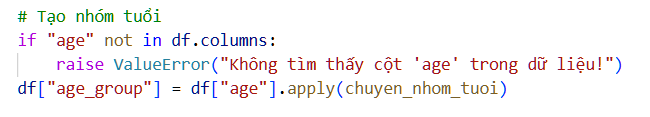 # Tạo nhóm tuổi
if "age" not in df.columns:
    raise ValueError("Không tìm thấy cột 'age' trong dữ liệu!")
df["age_group"] = df["age"].apply(chuyen_nhom_tuoi)